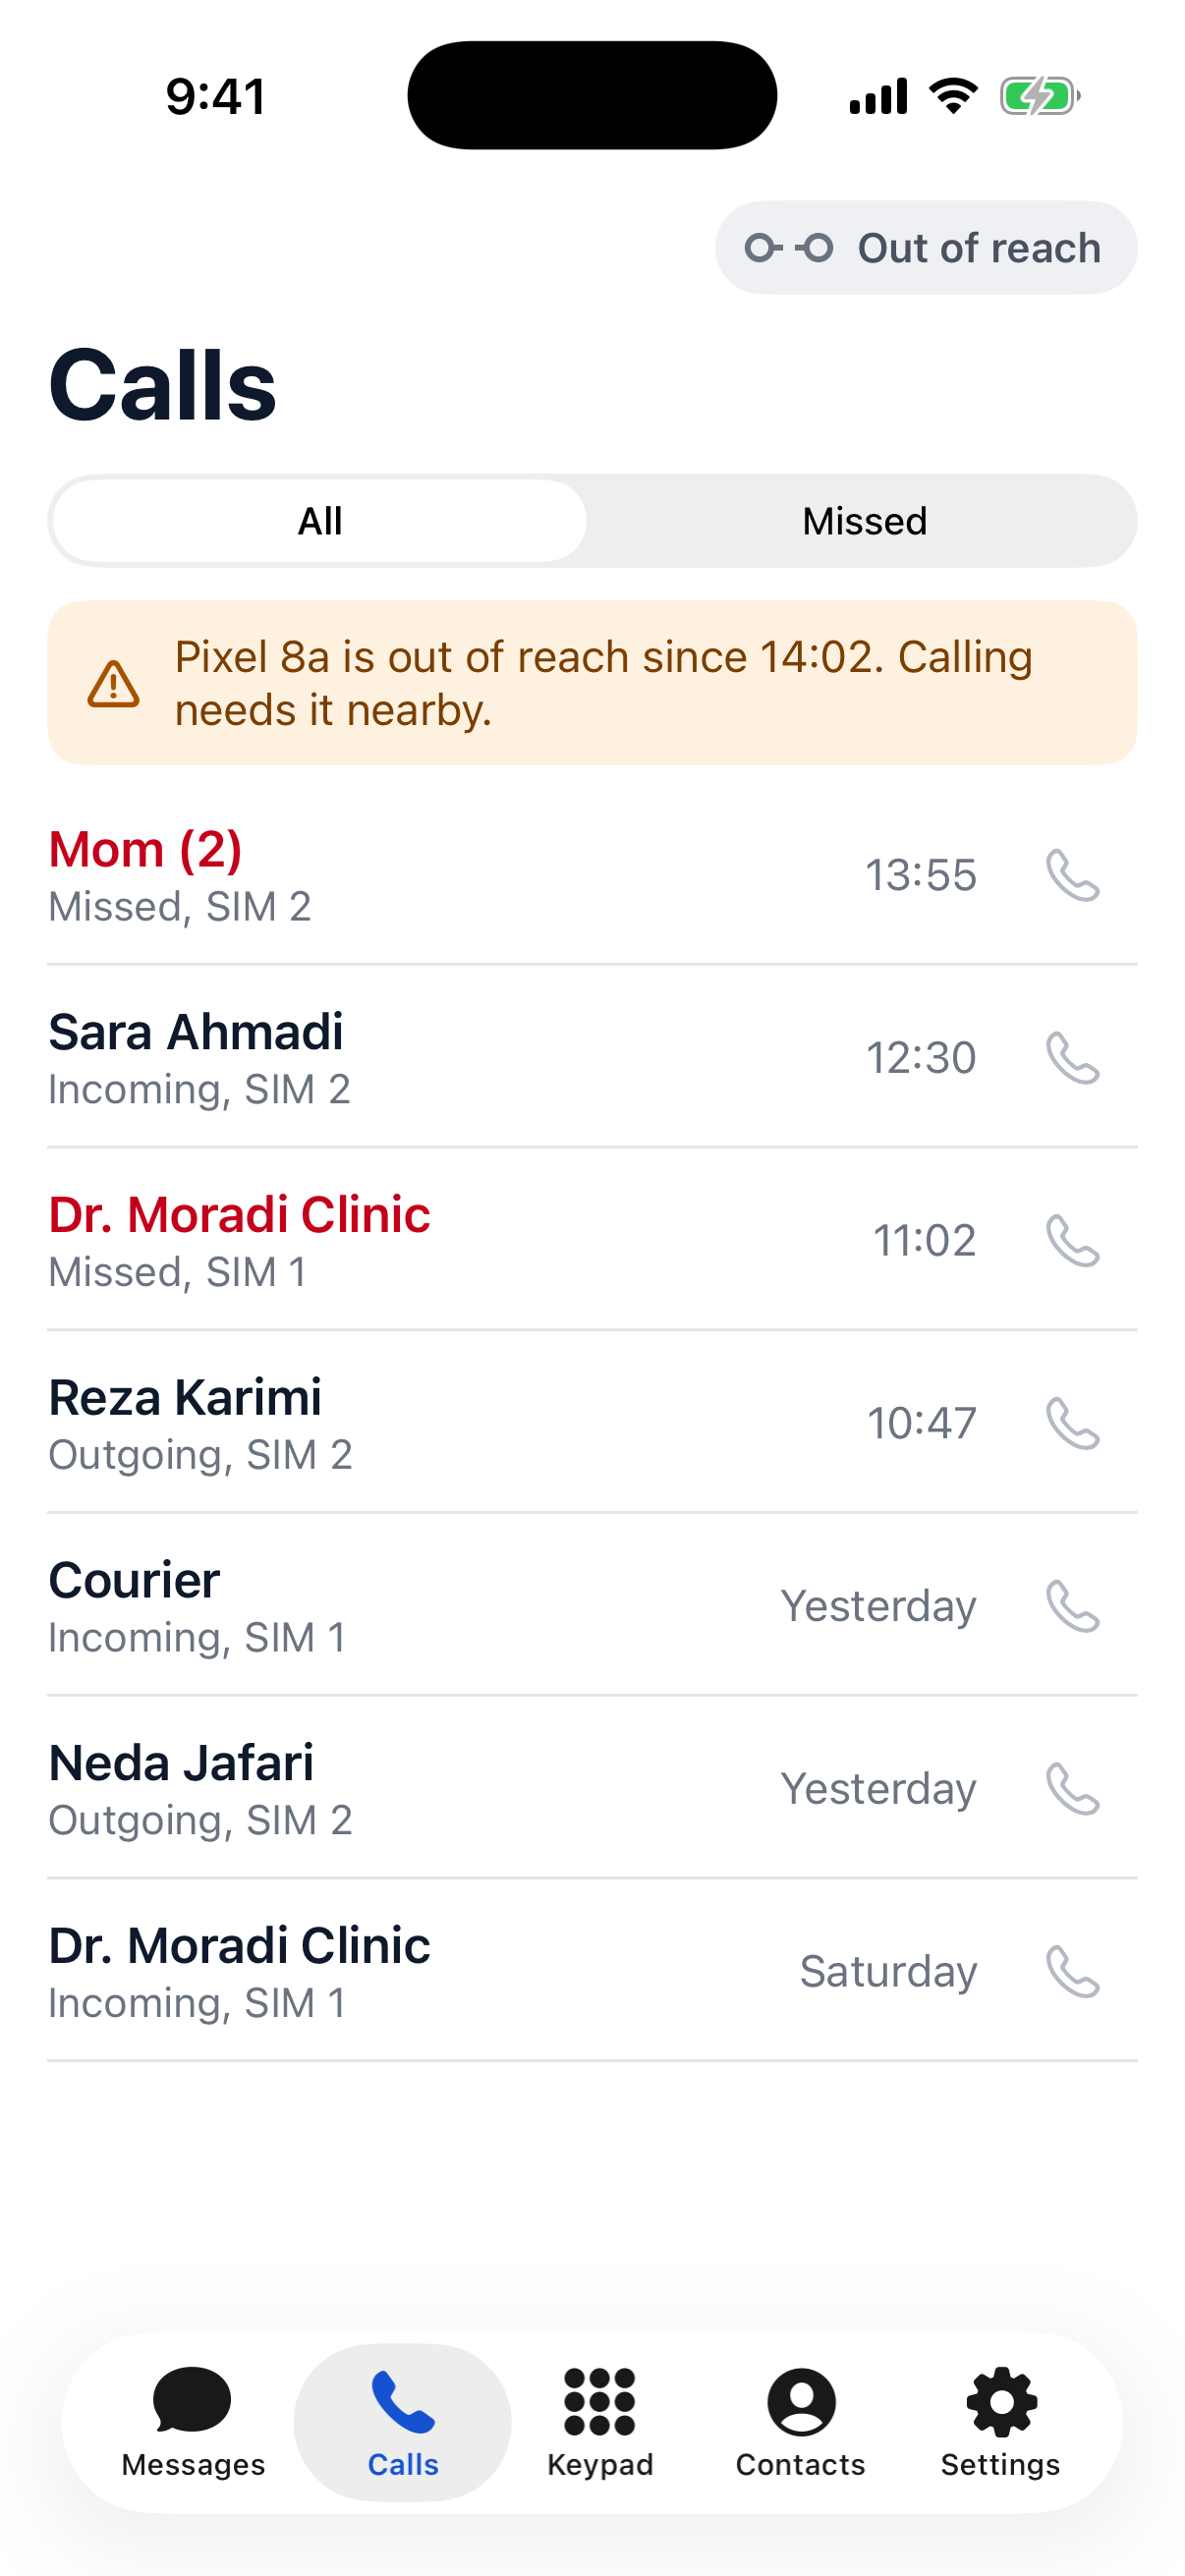 9:41
Out of reach
Calls
All
Missed
Pixel 8a is out of reach since 14:02. Calling
needs it nearby.
Mom (2)
Missed, SIM 2
13:55
Sara Ahmadi
Incoming, SIM 2
12:30
Dr. Moradi Clinic
Missed, SIM 1
11:02
Reza Karimi
Outgoing, SIM 2
10:47
Courier
Incoming, SIM 1
Yesterday
Neda Jafari
Outgoing, SIM 2
Yesterday
Dr. Moradi Clinic
Incoming, SIM 1
Saturday
Messages
Calls
Keypad
Contacts
Settings